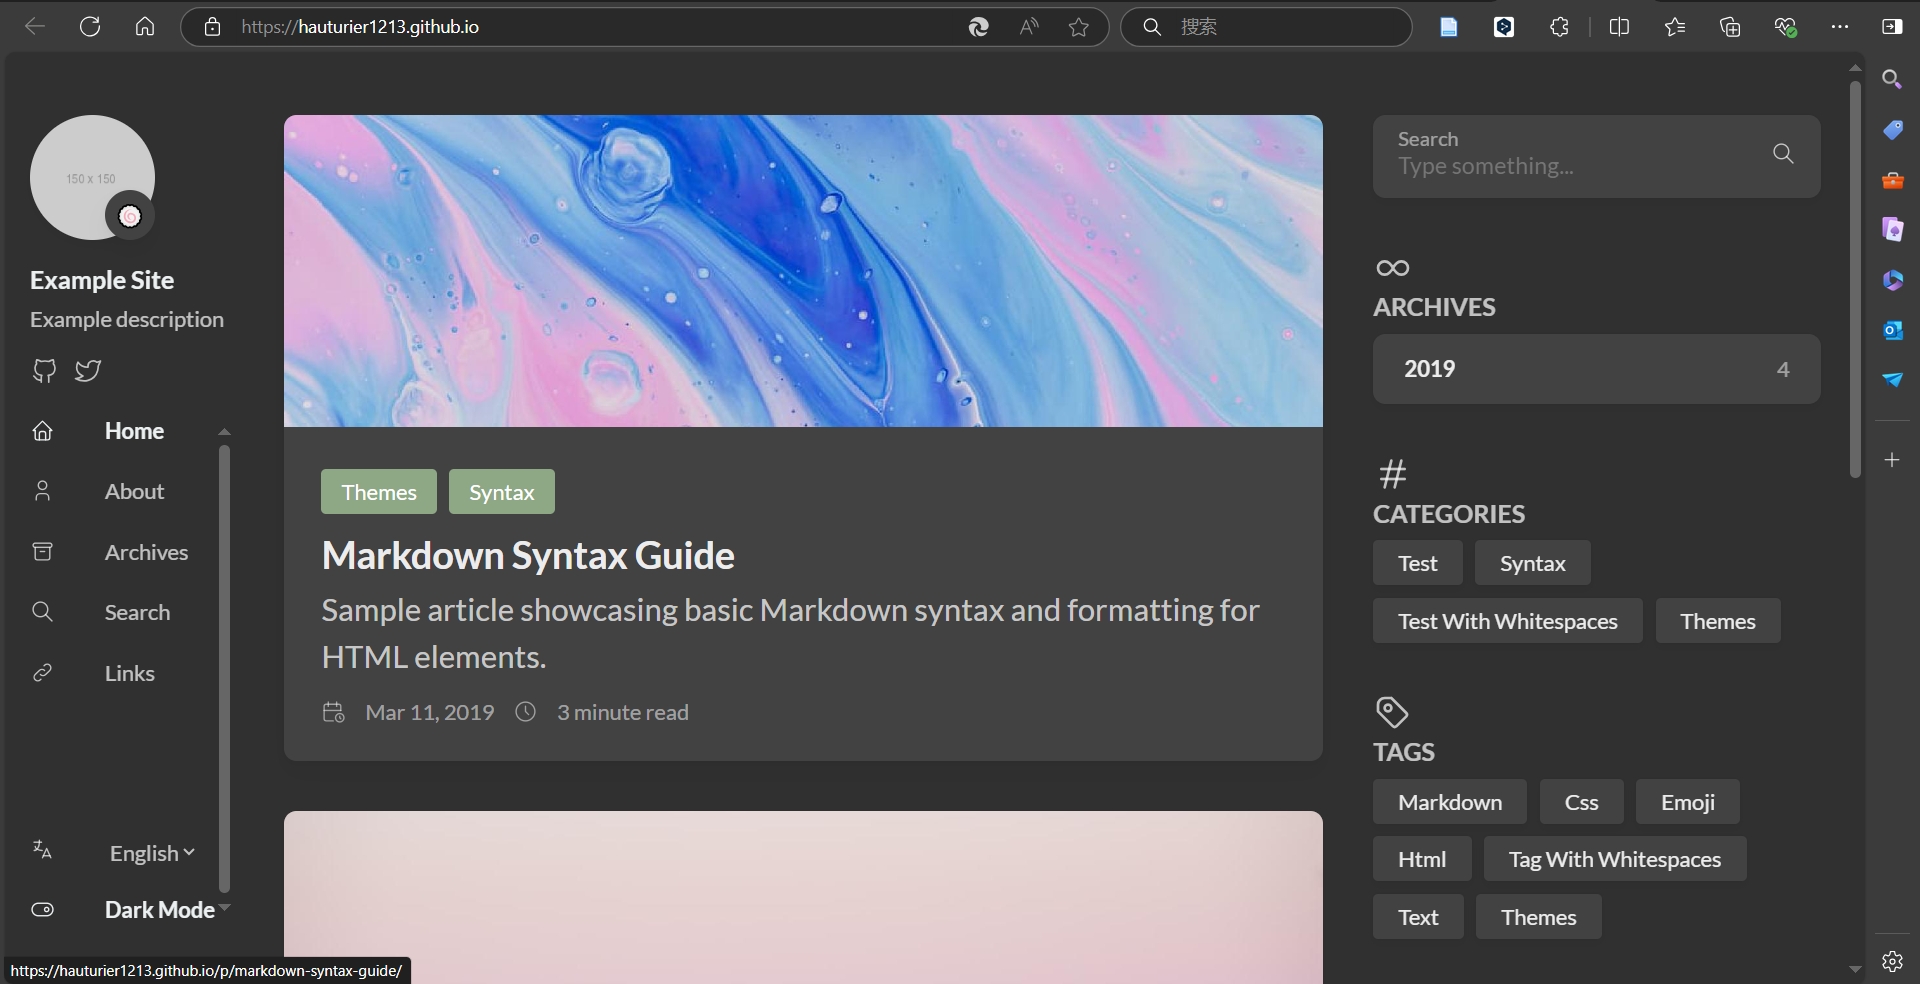 https://hauturier1213.github.io
搜索
150 x 150
Example Site
Example description
Home
About
Archives
Search
Links
English
Dark Mode
Themes
Syntax
Markdown Syntax Guide
Sample article showcasing basic Markdown syntax and formatting for
HTML elements.
Mar 11, 2019
3 minute read
Search
Type something...
ARCHIVES
2019
4
CATEGORIES
Test
Syntax
Test With Whitespaces
Themes
TAGS
Markdown
Css
Emoji
Html
Tag With Whitespaces
Text
Themes
https://hauturier1213.github.io/p/markdown-syntax-guide/